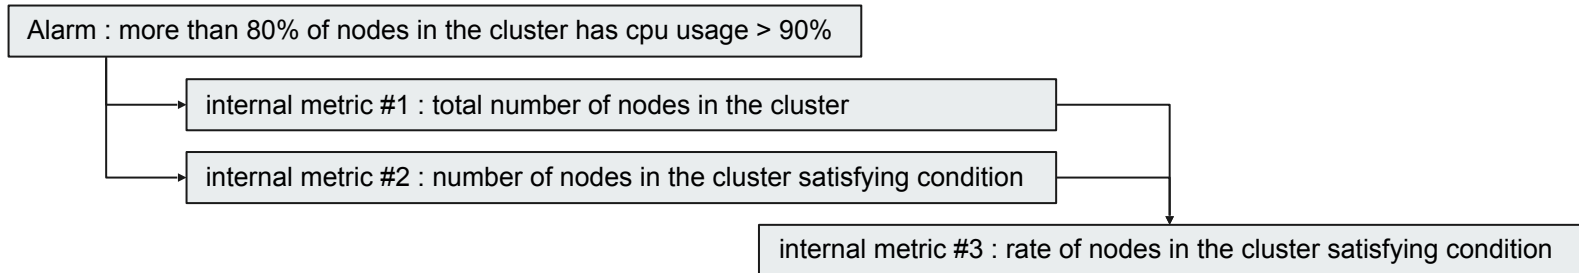 Alarm : more than 80% of nodes in the cluster has cpu usage > 90%
internal metric #1 : total number of nodes in the cluster
internal metric #2 : number of nodes in the cluster satisfying condition
internal metric #3 : rate of nodes in the cluster satisfying condition